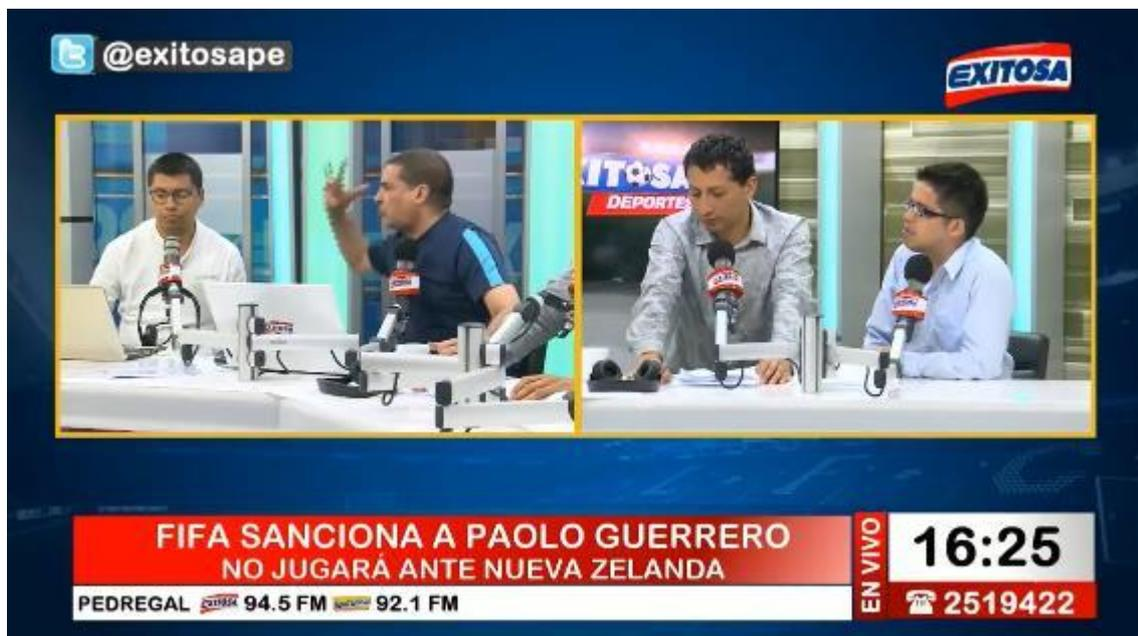 @exitosape
EXITOSA
ITOSA
DEPORTES
FIFA SANCIONA A PAOLO GUERRERO
NO JUGARÁ ANTE NUEVA ZELANDA
EN VIVO
16:25
PEDREGAL EXITOSA 94.5 FM 92.1 FM
2519422